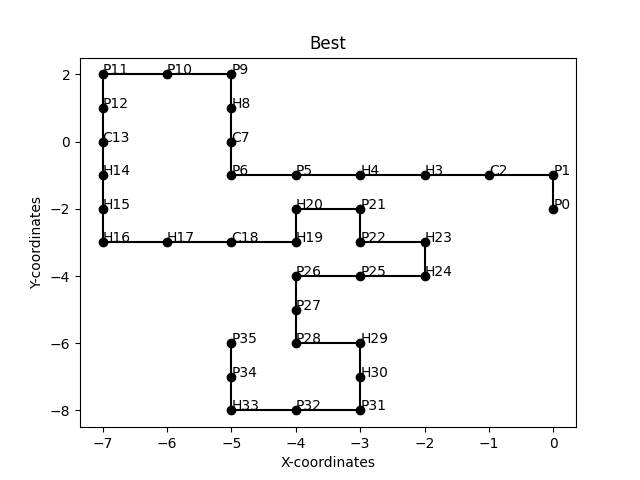 Best
2
0
−2
−4
−6
−8
Y-coordinates
P11 P10 P9
P12 H8
C13 C7
H14 P6 P5 H4 H3 C2 P1
H15 H20 P21 P0
H16 H17 C18 H19 P22 H23
P26 P25 H24
P27
P35 P28 H29
P34 H30
H33 P32 P31
−7 −6 −5 −4 −3 −2 −1 0
X-coordinates